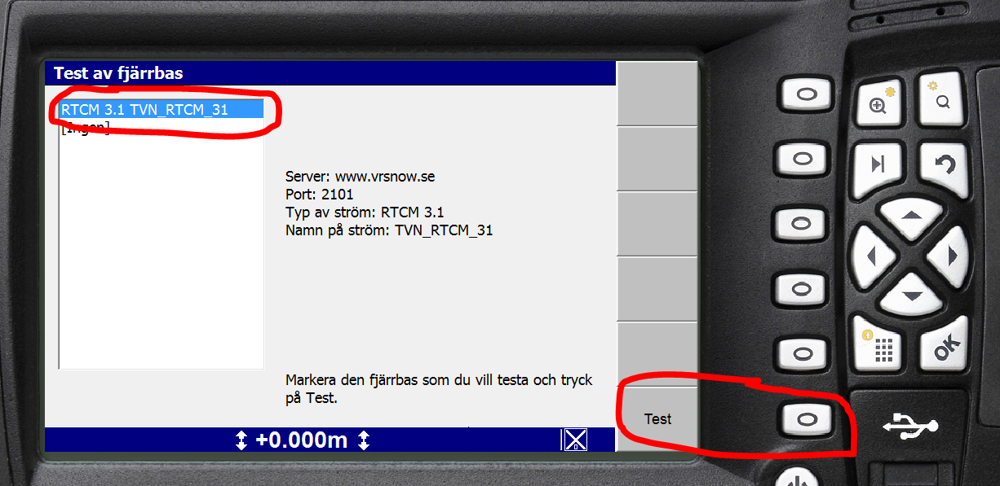 Test av fjärrbas
RTCM 3.1 TVN_RTCM_31
[Ingen]
Server: www.vrsnow.se
Port: 2101
Typ av ström: RTCM 3.1
Namn på ström: TVN_RTCM_31
Markera den fjärrbas som du vill testa och tryck
på Test.
Test
+0.000m
OK